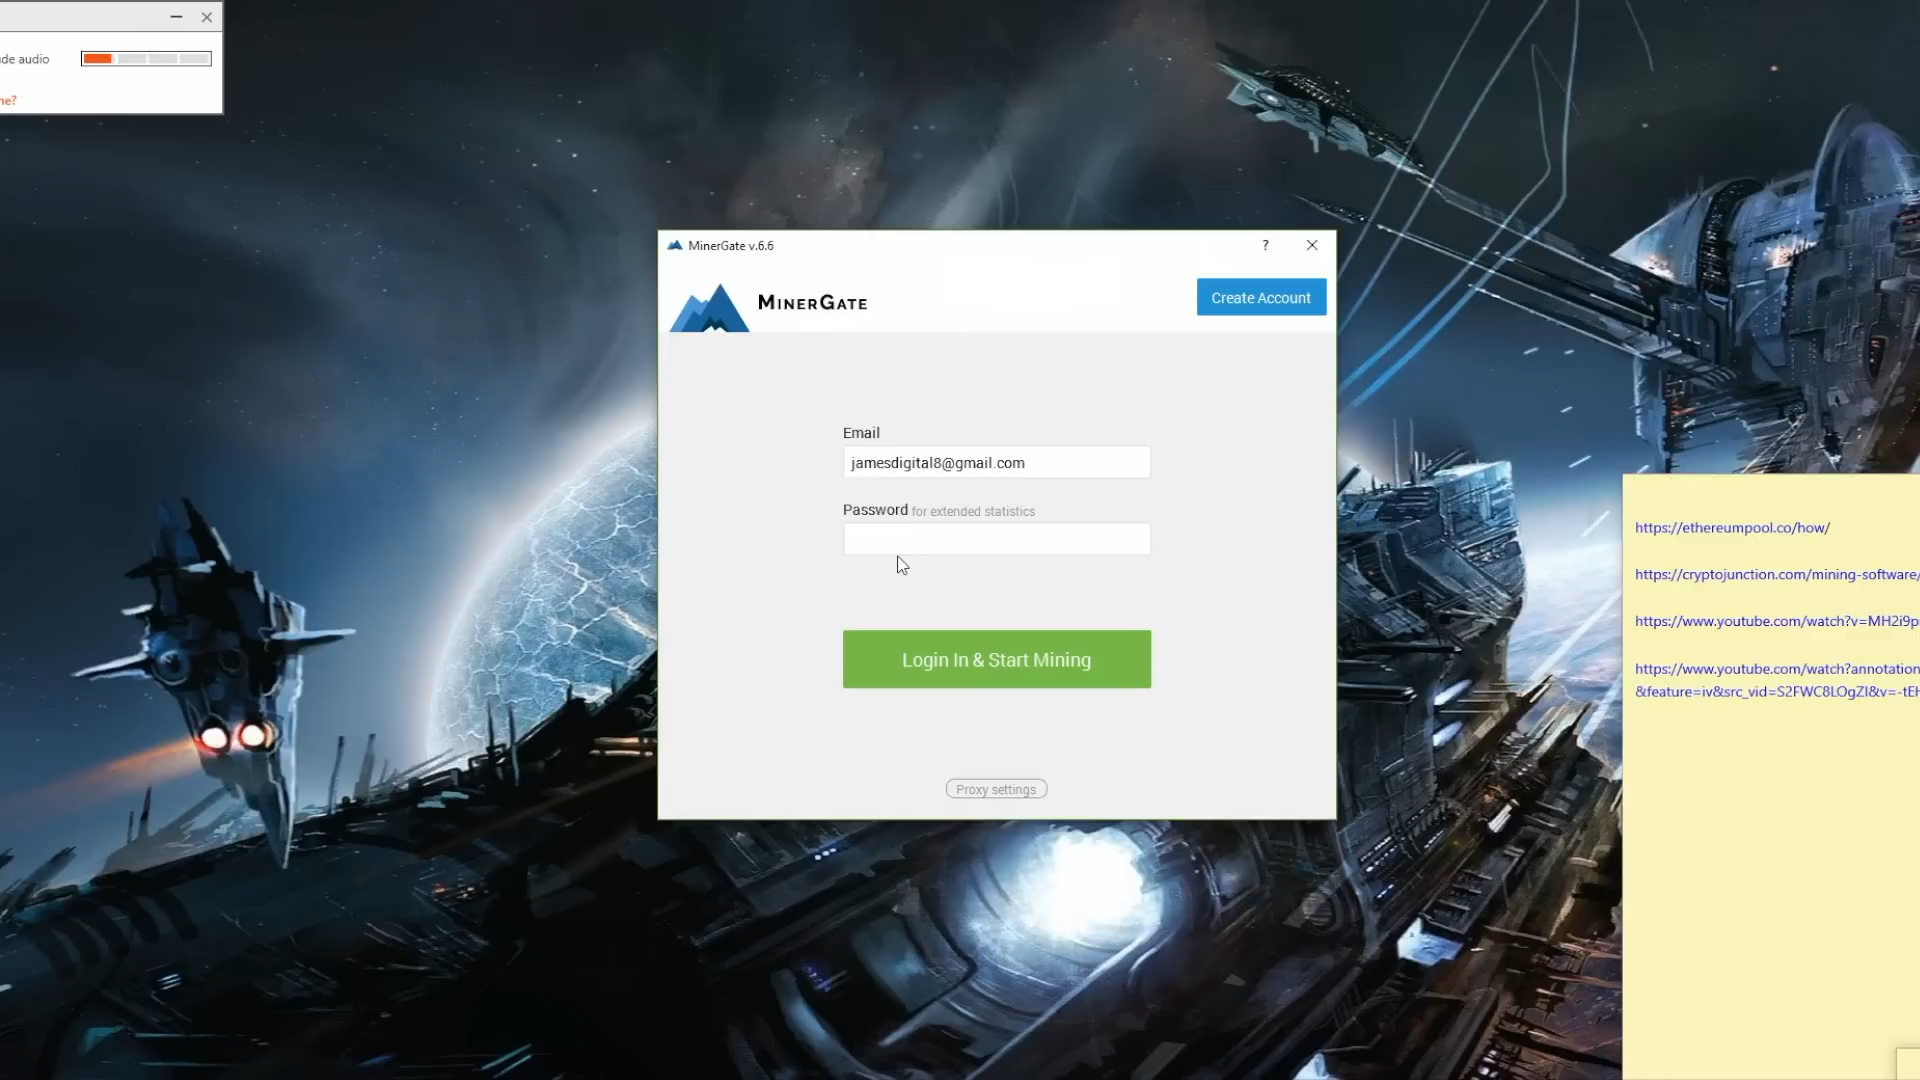 de audio
ne?
MinerGate v.6.6
?
MINERGATE
Create Account
Email
jamesdigital8@gmail.com
Password for extended statistics
Login In & Start Mining
Proxy settings
https://ethereumpool.co/how/
https://cryptojunction.com/mining-software/
https://www.youtube.com/watch?v=MH2i9p
https://www.youtube.com/watch?annotation
&feature=iv&src_vid=S2FWC8LOgZI&v=-tEH